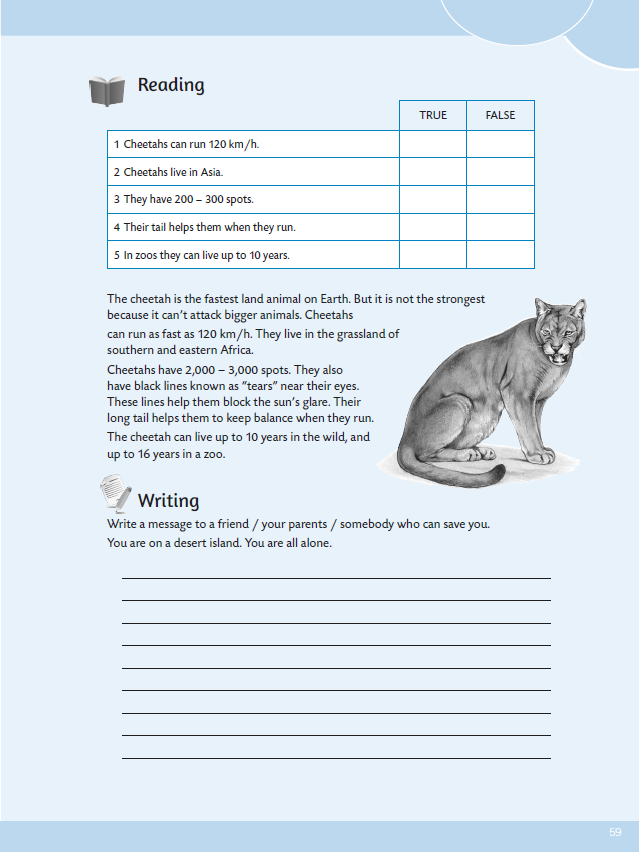 Reading
TRUE FALSE
1 Cheetahs can run 120 km/h.
2 Cheetahs live in Asia.
3 They have 200 – 300 spots.
4 Their tail helps them when they run.
5 In zoos they can live up to 10 years.
The cheetah is the fastest land animal on Earth. But it is not the strongest
because it can't attack bigger animals. Cheetahs
can run as fast as 120 km/h. They live in the grassland of
southern and eastern Africa.
Cheetahs have 2,000 – 3,000 spots. They also
have black lines known as “tears” near their eyes.
These lines help them block the sun's glare. Their
long tail helps them to keep balance when they run.
The cheetah can live up to 10 years in the wild, and
up to 16 years in a zoo.
Writing
Write a message to a friend / your parents / somebody who can save you.
You are on a desert island. You are all alone.
59